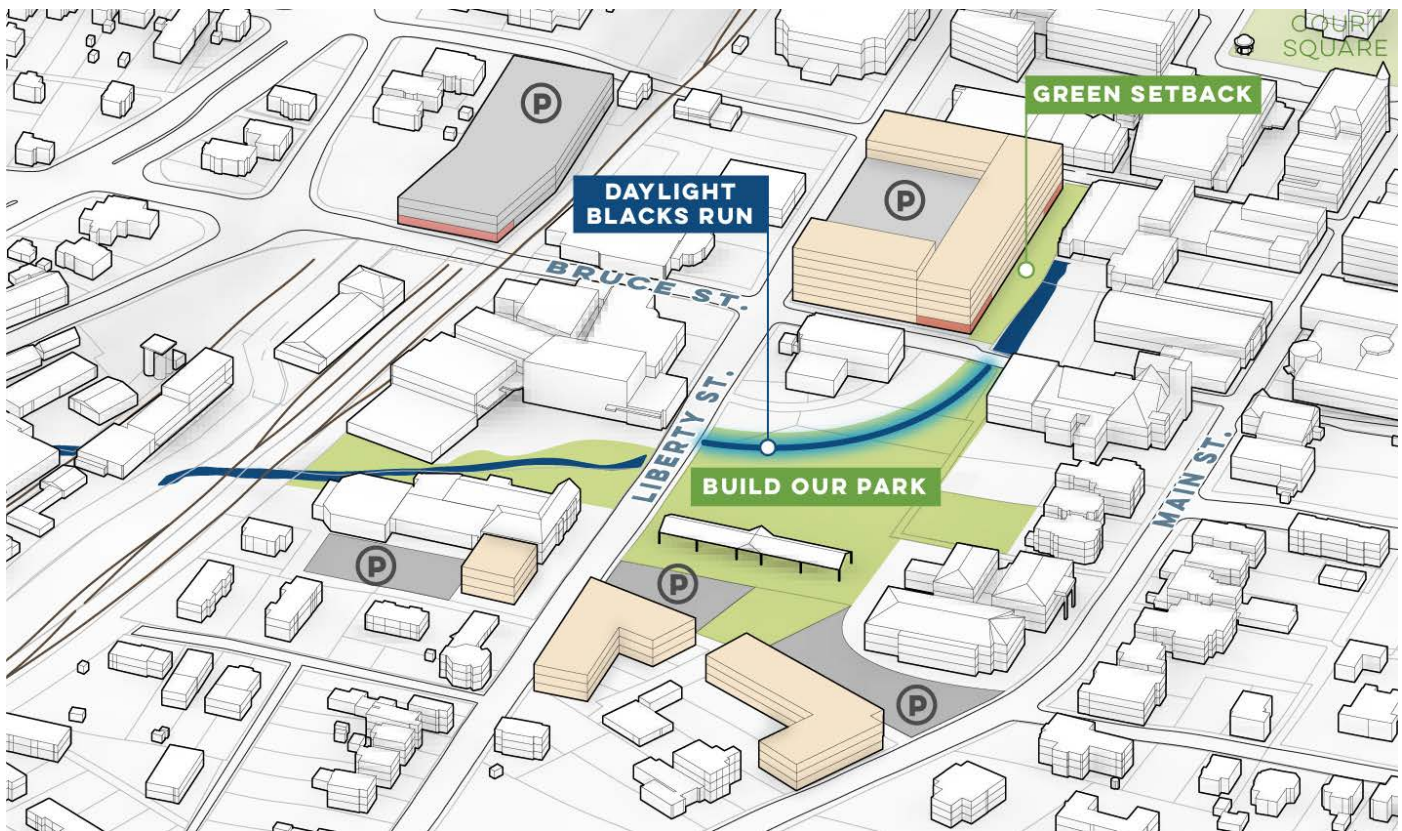 COURT
SQUARE
P
GREEN SETBACK
DAYLIGHT
BLACKS RUN
P
BRUCE ST.
LIBERTY ST.
BUILD OUR PARK
MAIN ST.
P
P
P